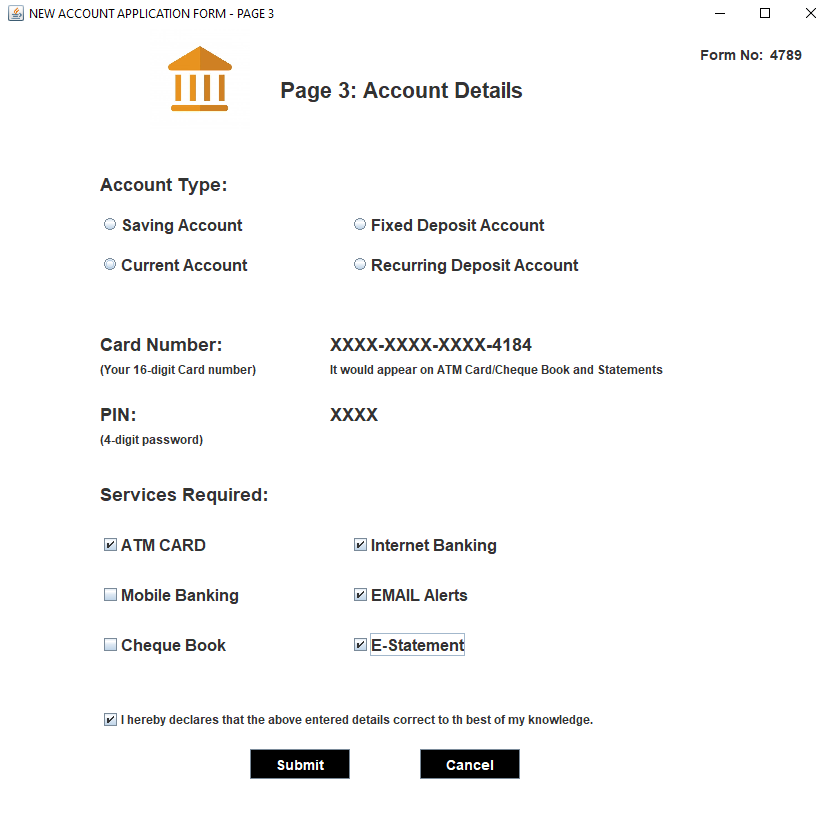 NEW ACCOUNT APPLICATION FORM - PAGE 3
Form No: 4789
Page 3: Account Details
Account Type:
Saving Account Fixed Deposit Account
Current Account Recurring Deposit Account
Card Number: XXXX-XXXX-XXXX-4184
(Your 16-digit Card number) It would appear on ATM Card/Cheque Book and Statements
PIN: XXXX
(4-digit password)
Services Required:
ATM CARD Internet Banking
Mobile Banking EMAIL Alerts
Cheque Book E-Statement
I hereby declares that the above entered details correct to th best of my knowledge.
Submit Cancel